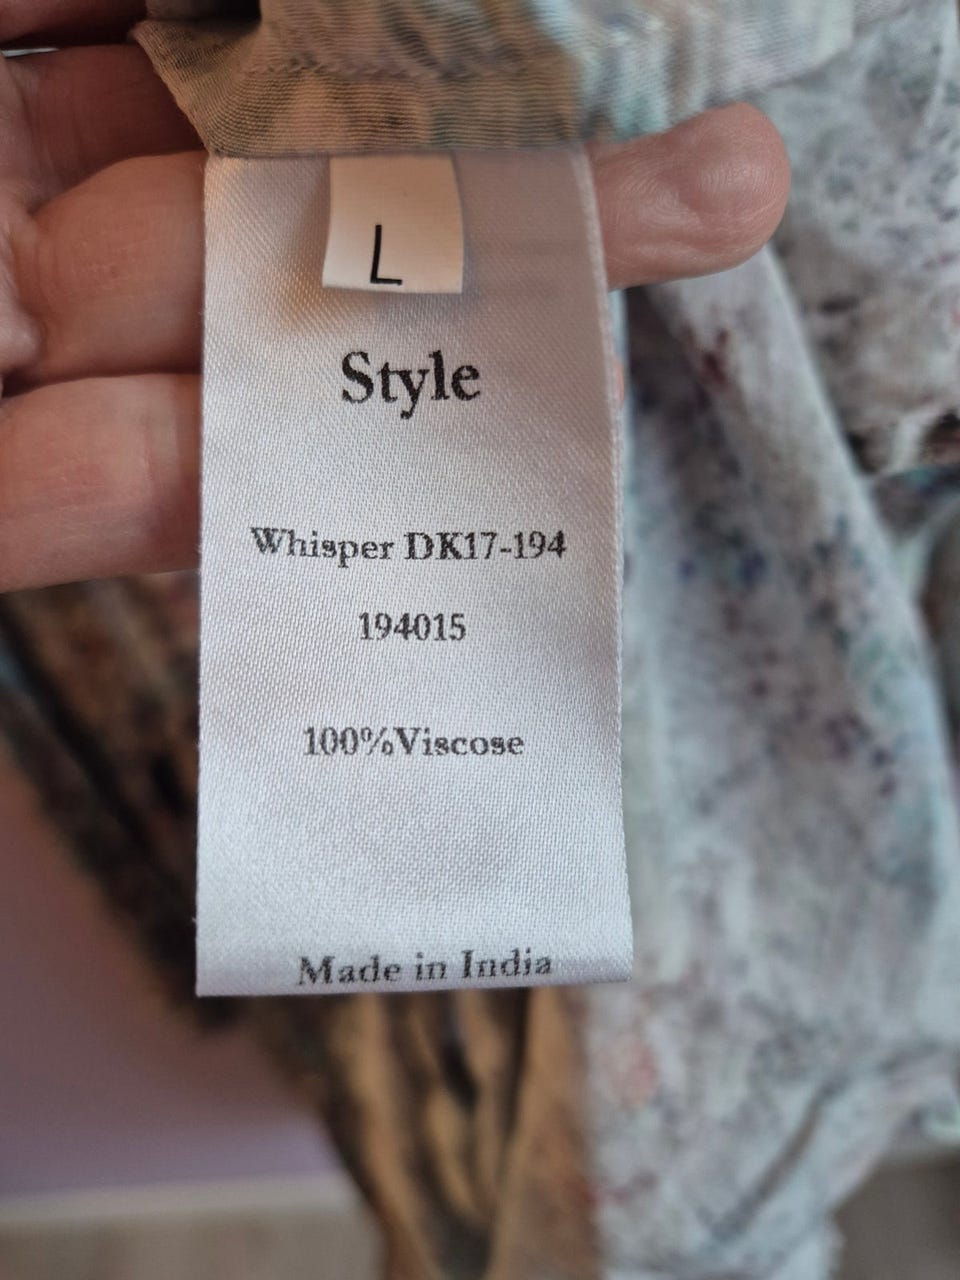 L
Style
Whisper DK17-194
194015
100%Viscose
Made in India